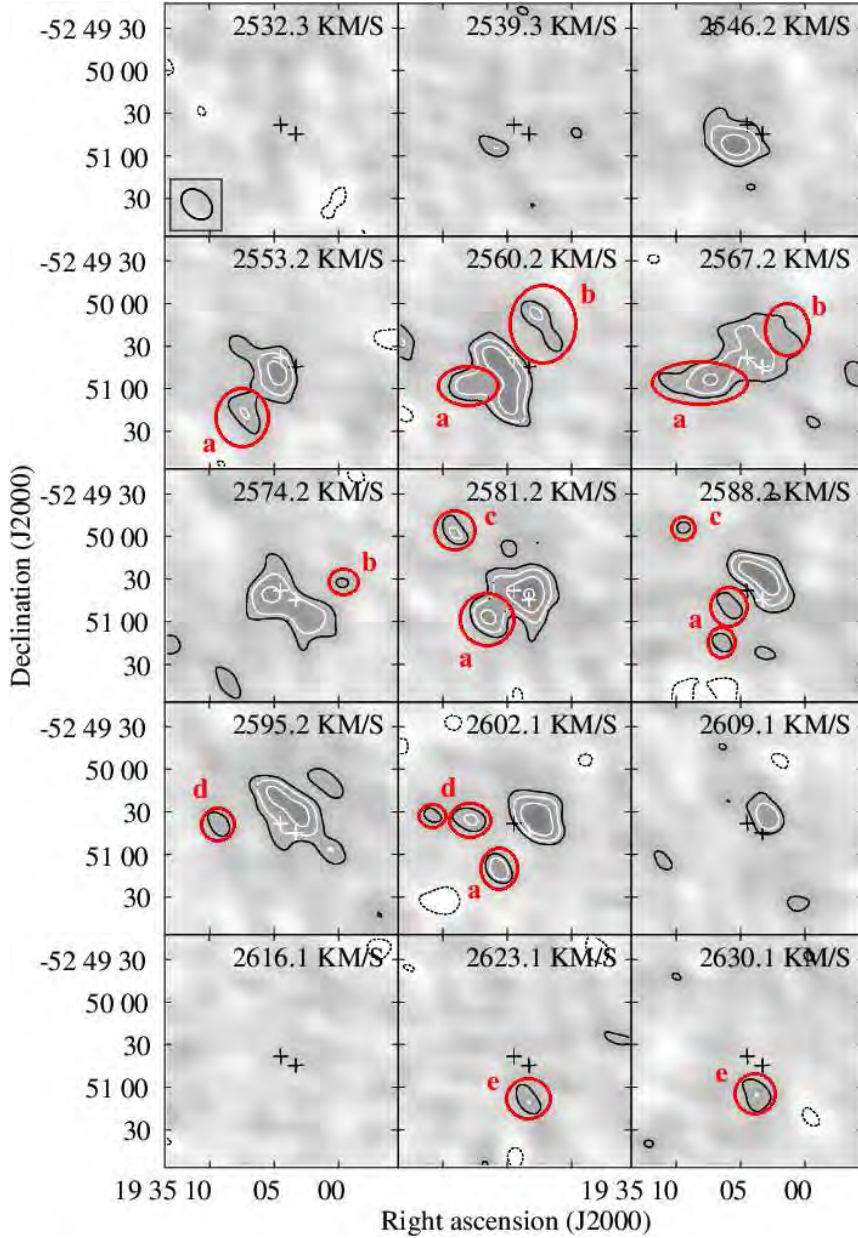 -52 49 30
2532.3 KM/S
2539.3 KM/S
2546.2 KM/S
50 00
30
51 00
30
-52 49 30
2553.2 KM/S
2560.2 KM/S
2567.2 KM/S
50 00
b
b
30
51 00
a
a
30
a
-52 49 30
2574.2 KM/S
2581.2 KM/S
2588.2 KM/S
50 00
c
c
30
b
51 00
a
a
30
-52 49 30
2595.2 KM/S
2602.1 KM/S
2609.1 KM/S
50 00
d
d
30
51 00
a
30
-52 49 30
2616.1 KM/S
2623.1 KM/S
2630.1 KM/S
50 00
30
51 00
e
e
30
19 35 10 05 00
19 35 10 05 00
Declination (J2000)
Right ascension (J2000)